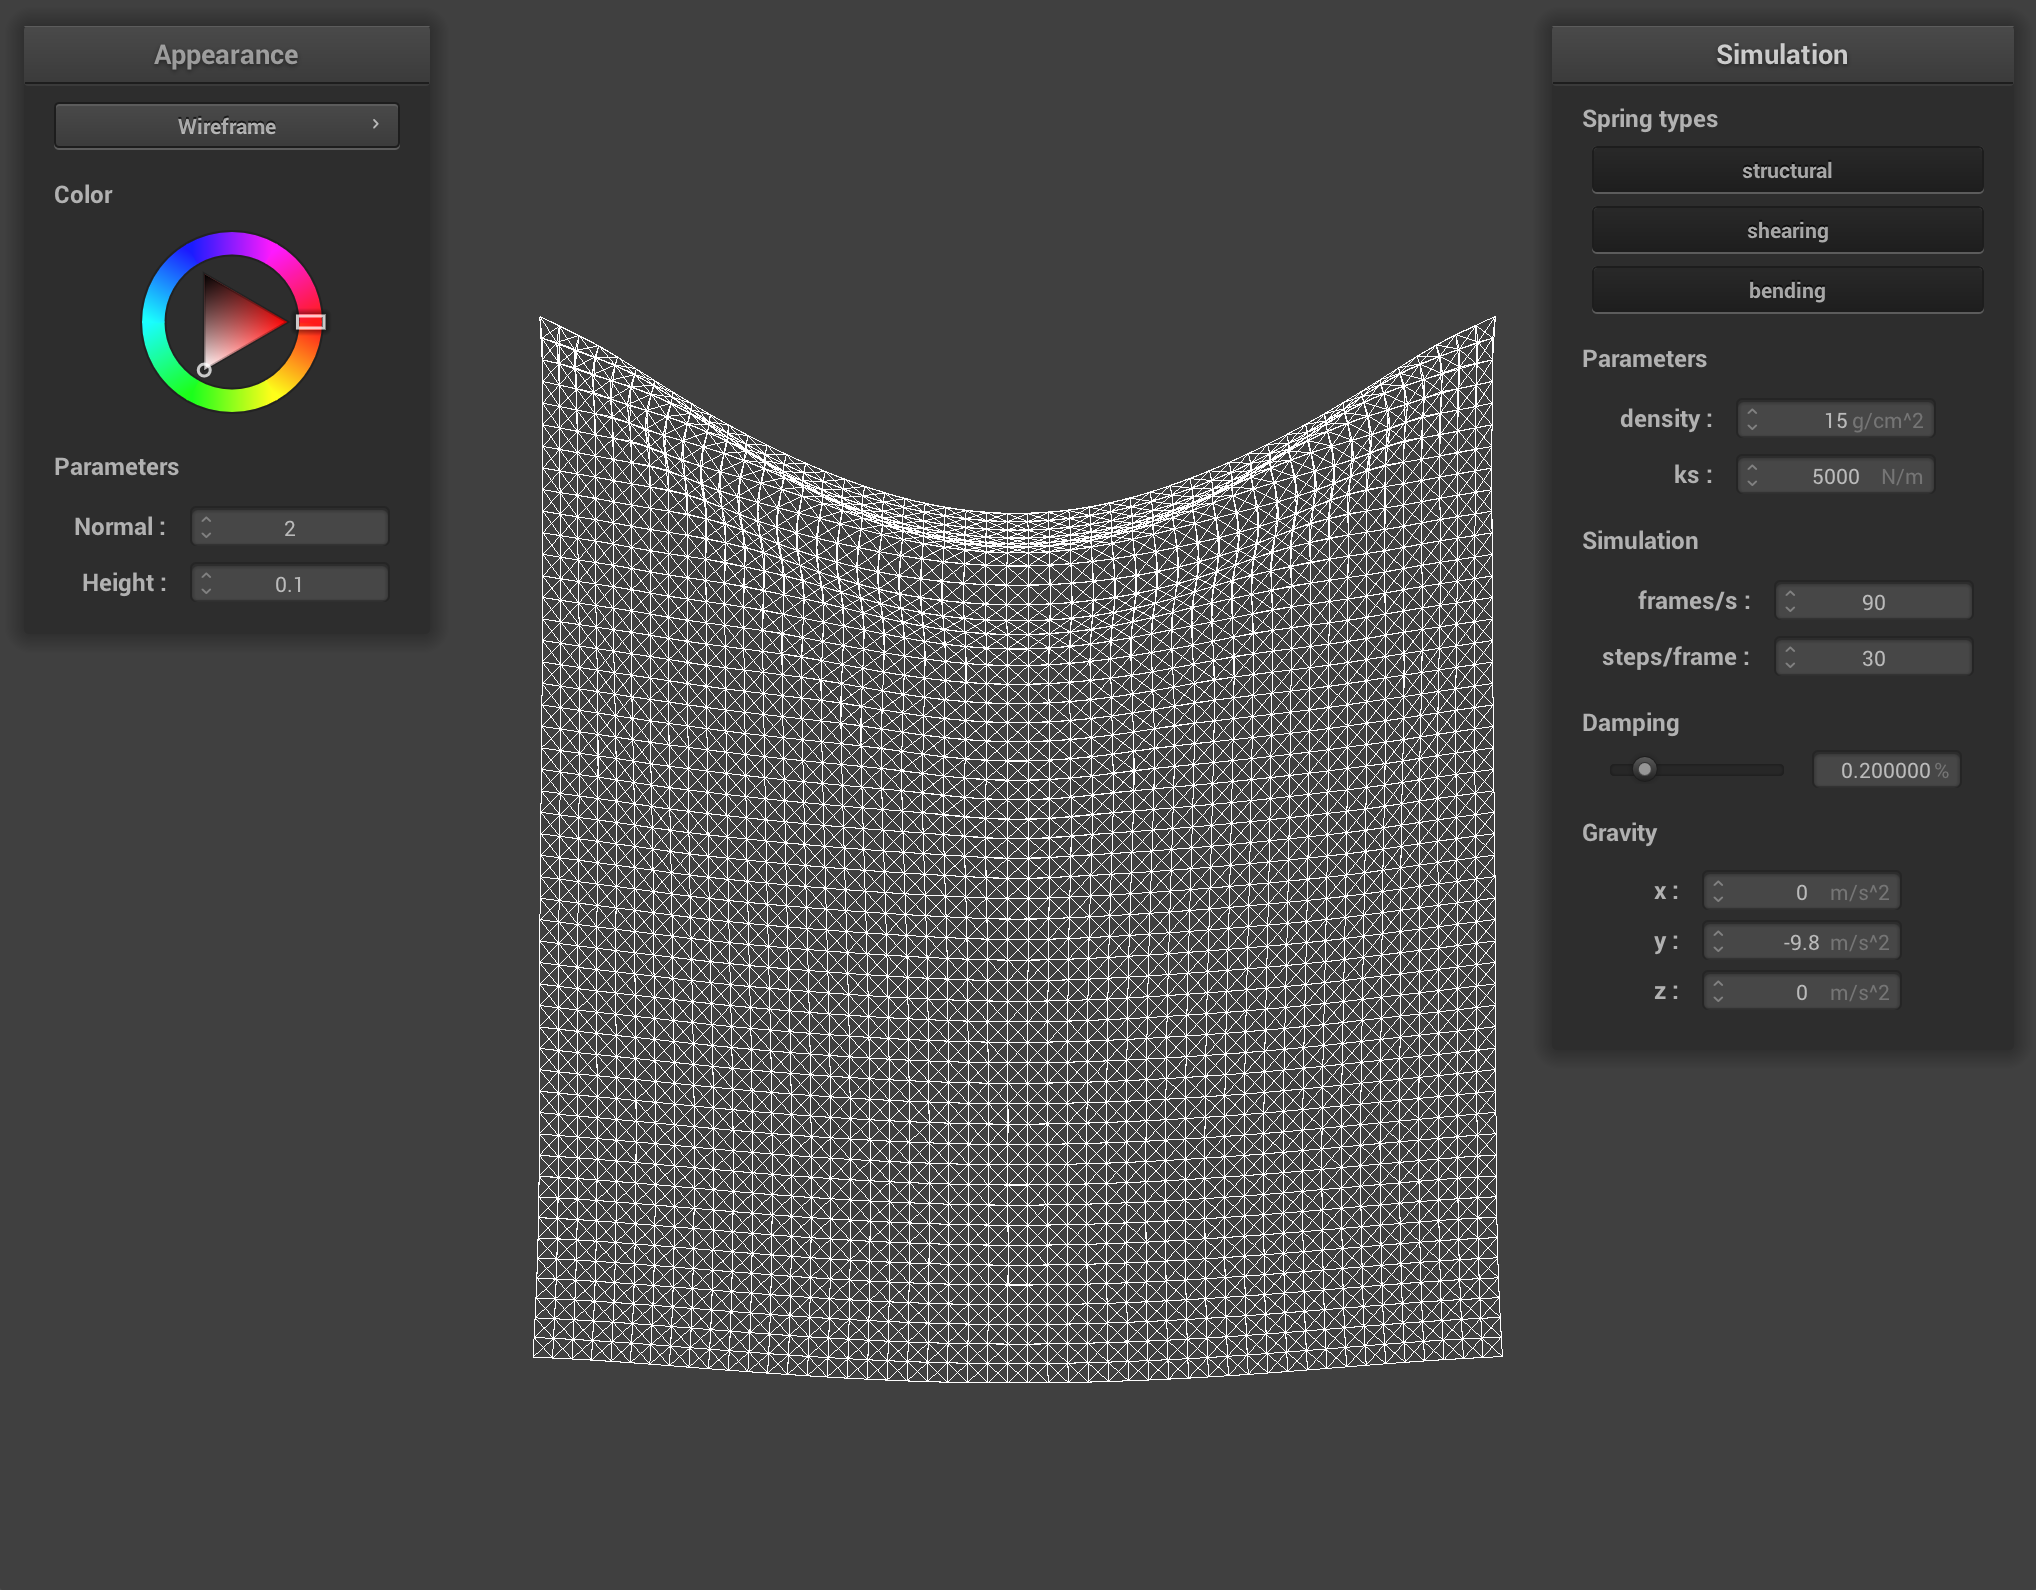 Appearance
Wireframe
Color
Parameters
Normal : 2
Height : 0.1
Simulation
Spring types
structural
shearing
bending
Parameters
density : 15 g/cm^2
ks : 5000 N/m
Simulation
frames/s : 90
steps/frame : 30
Damping
0.200000 %
Gravity
x : 0 m/s^2
y : -9.8 m/s^2
z : 0 m/s^2